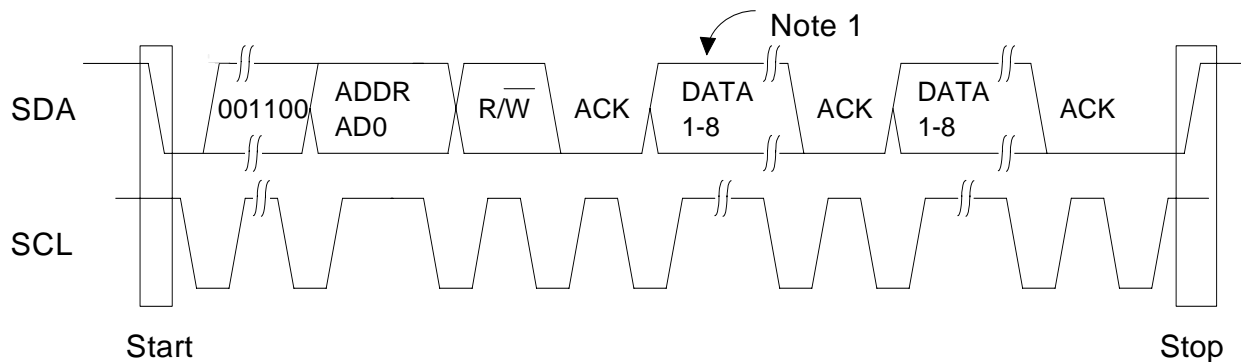 Note 1
SDA
001100
ADDR
AD0
R/W
ACK
DATA
1-8
ACK
DATA
1-8
ACK
SCL
Start
Stop